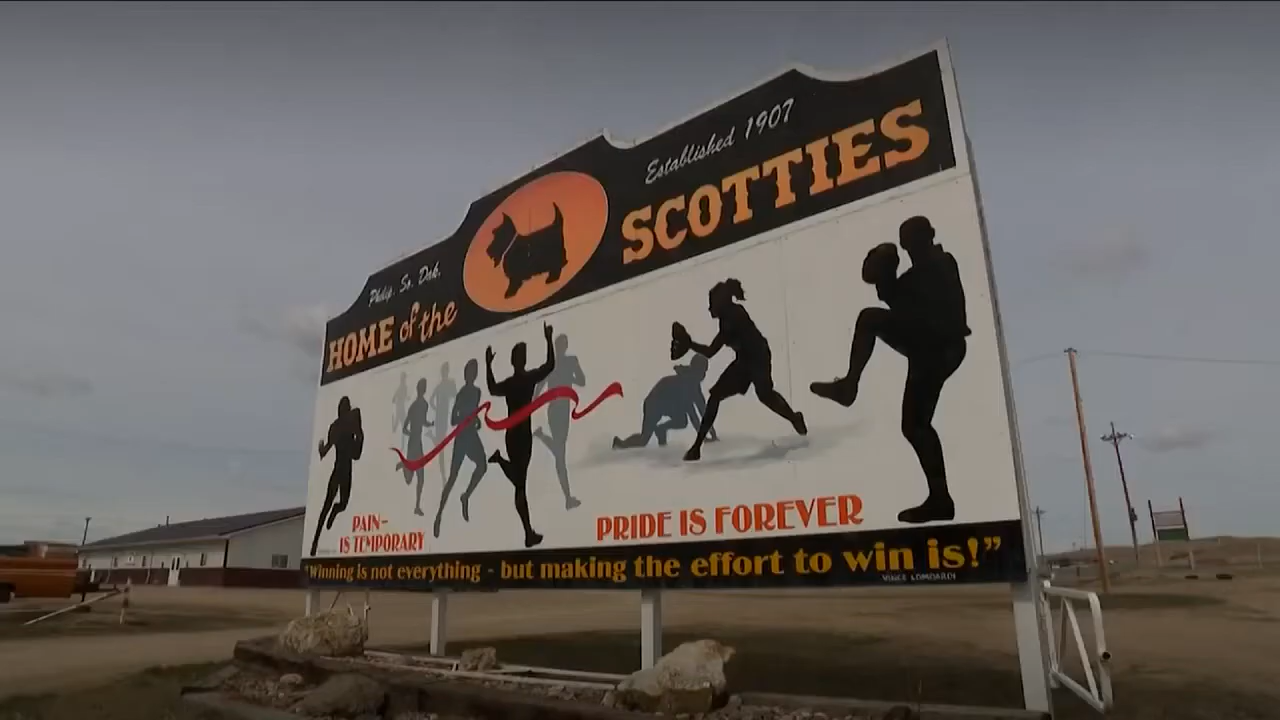 Established 1907
SCOTTIES
Philip, So. Dak.
HOME of the
PAIN-
IS TEMPORARY
PRIDE IS FOREVER
"Winning is not everything - but making the effort to win is!"
VINCE LOMBARDI